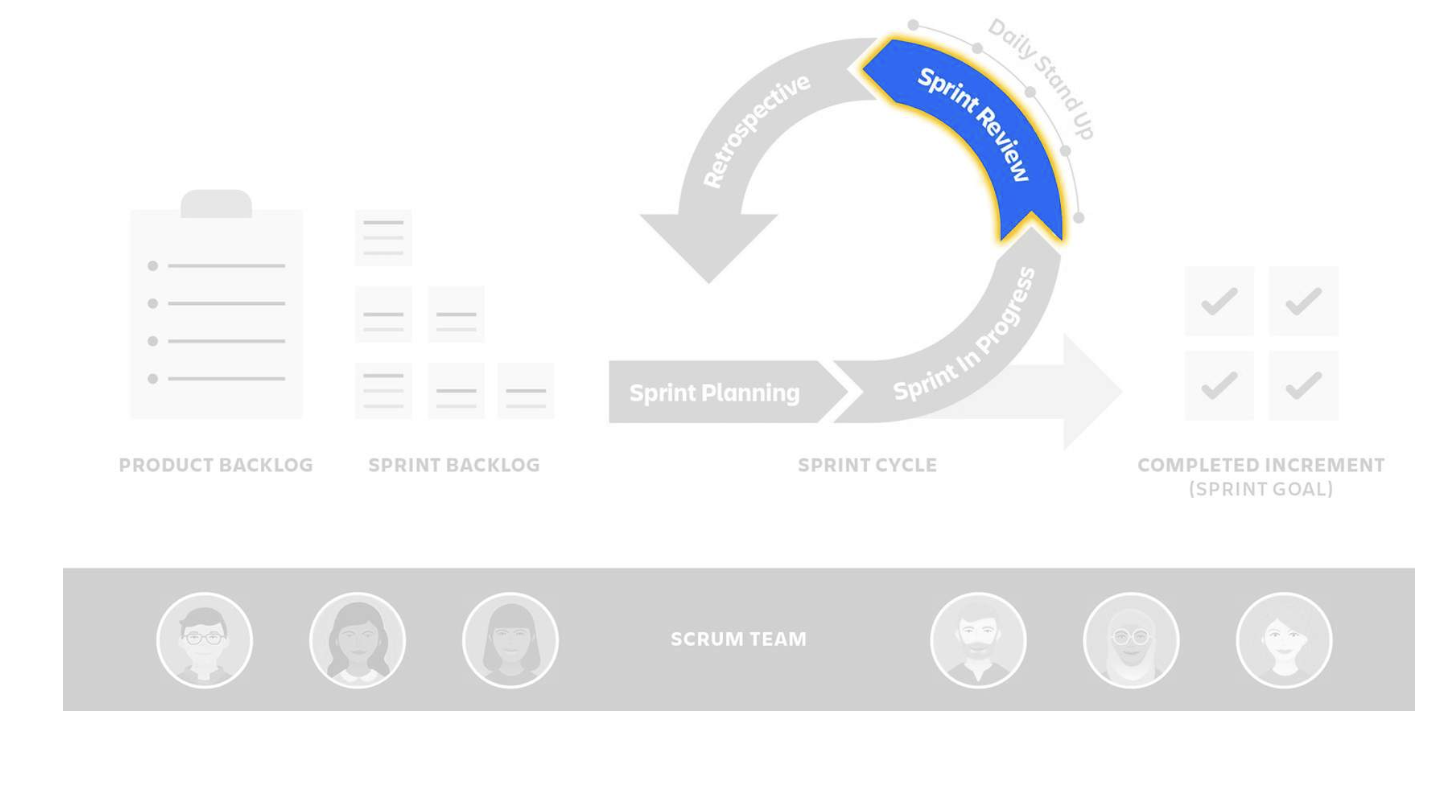 Daily Stand Up
Sprint Review
Retrospective
Sprint In Progress
Sprint Planning
PRODUCT BACKLOG
SPRINT BACKLOG
SPRINT CYCLE
COMPLETED INCREMENT
(SPRINT GOAL)
SCRUM TEAM